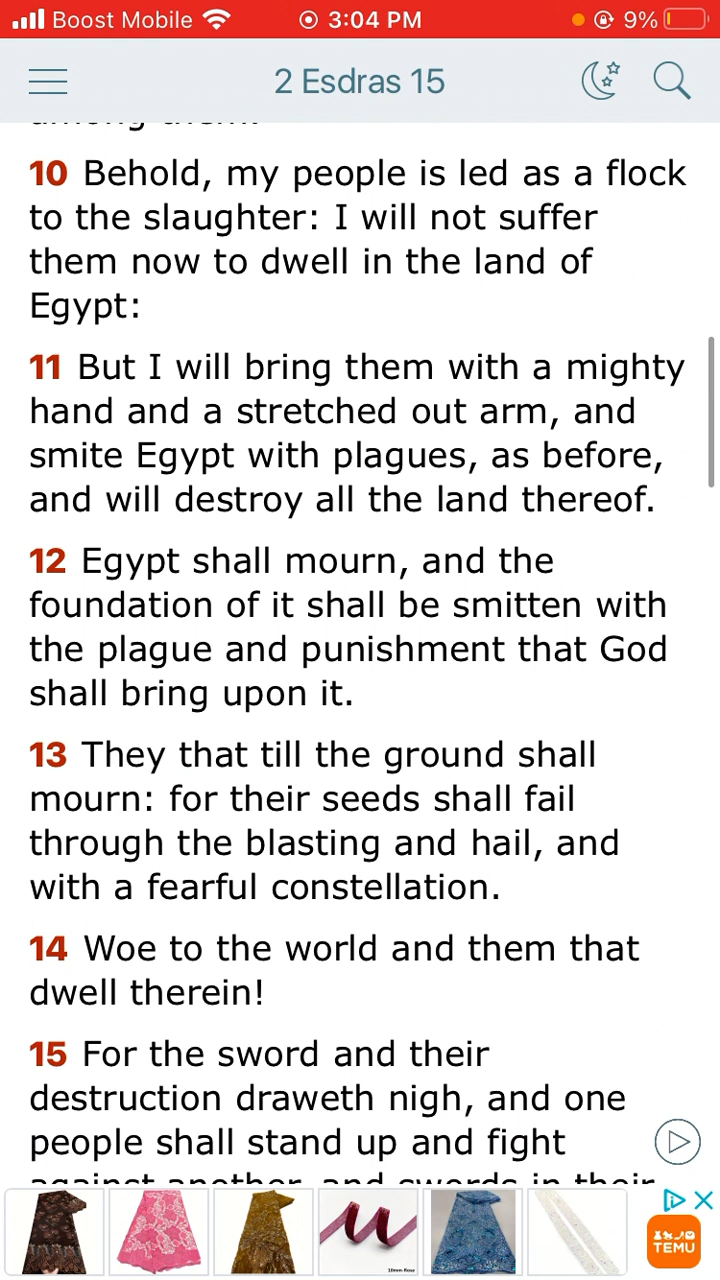 Boost Mobile
3:04 PM
9%
2 Esdras 15
10 Behold, my people is led as a flock
to the slaughter: I will not suffer
them now to dwell in the land of
Egypt:
11 But I will bring them with a mighty
hand and a stretched out arm, and
smite Egypt with plagues, as before,
and will destroy all the land thereof.
12 Egypt shall mourn, and the
foundation of it shall be smitten with
the plague and punishment that God
shall bring upon it.
13 They that till the ground shall
mourn: for their seeds shall fail
through the blasting and hail, and
with a fearful constellation.
14 Woe to the world and them that
dwell therein!
15 For the sword and their
destruction draweth nigh, and one
people shall stand up and fight
against another, and swords in their
TEMU